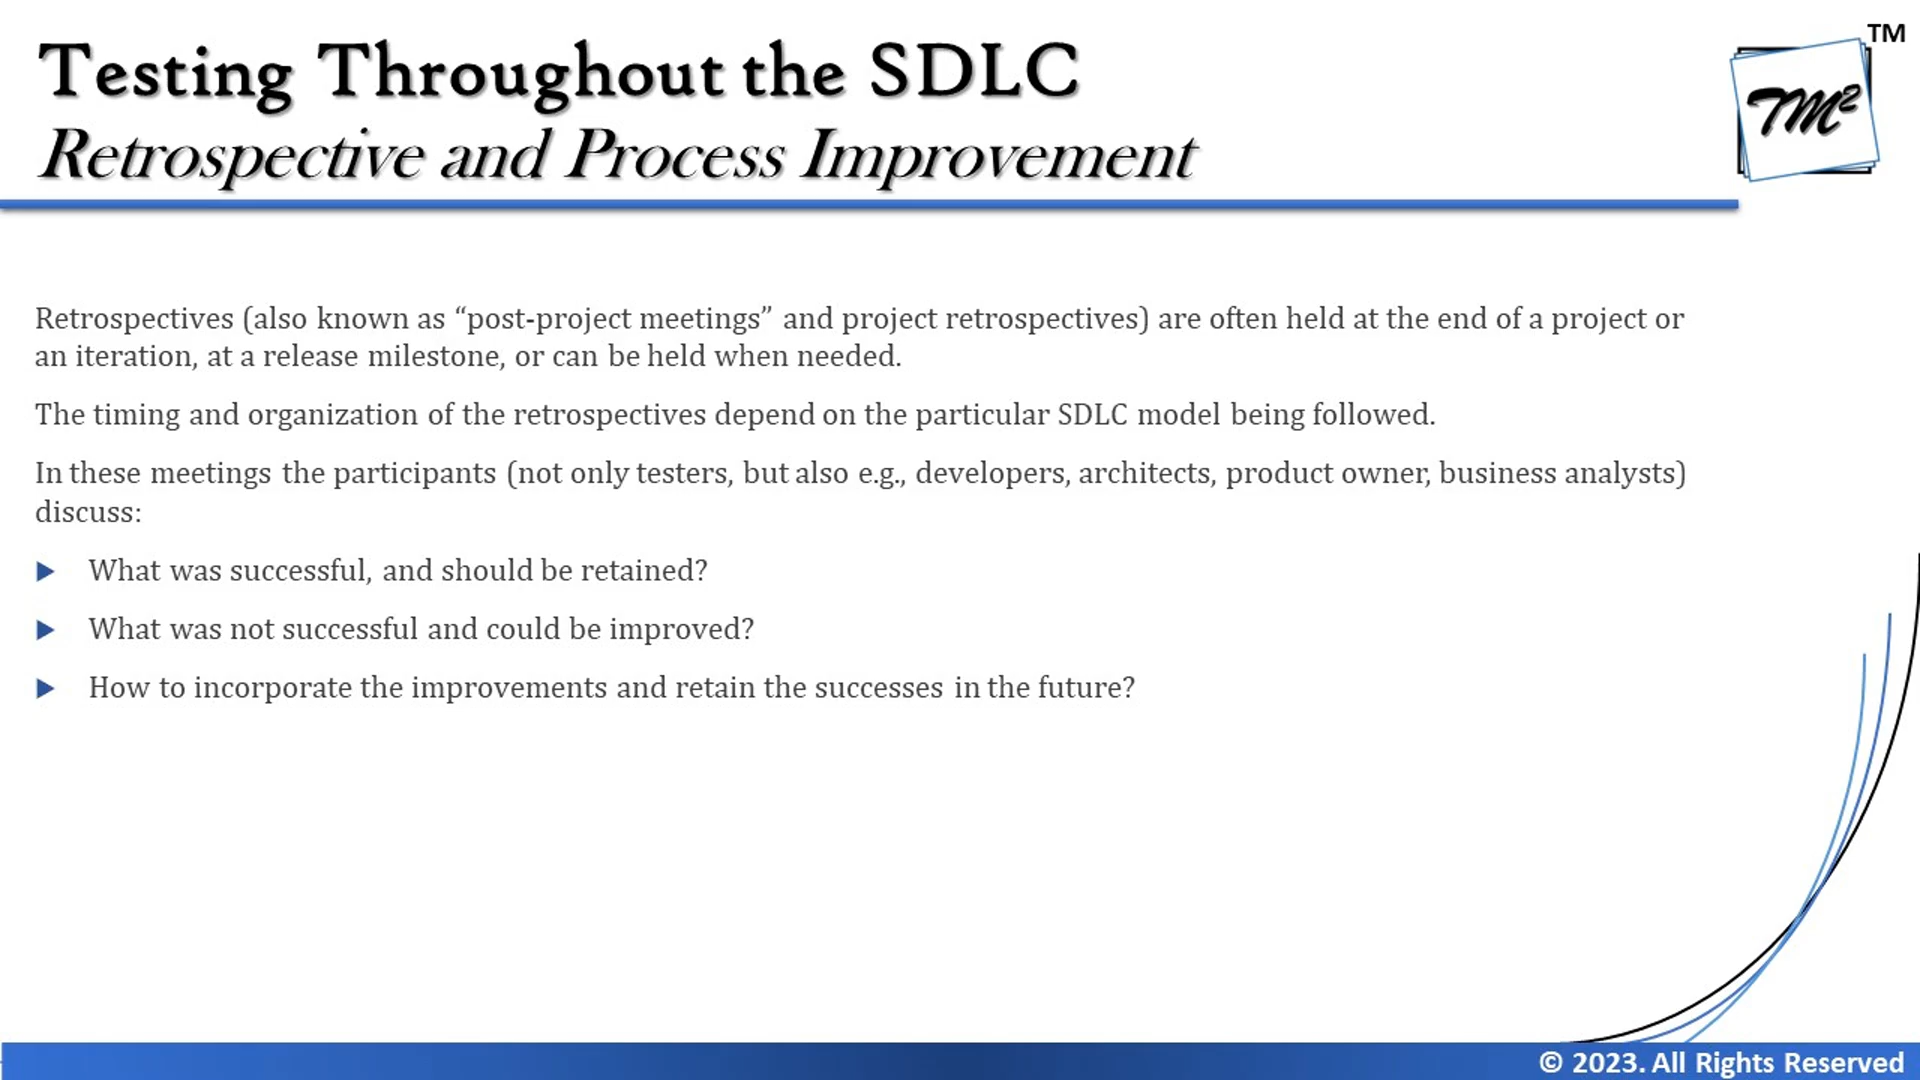 Testing Throughout the SDLC
TM
TM²
Retrospective and Process Improvement
Retrospectives (also known as “post-project meetings” and project retrospectives) are often held at the end of a project or
an iteration, at a release milestone, or can be held when needed.
The timing and organization of the retrospectives depend on the particular SDLC model being followed.
In these meetings the participants (not only testers, but also e.g., developers, architects, product owner, business analysts)
discuss:
What was successful, and should be retained?
What was not successful and could be improved?
How to incorporate the improvements and retain the successes in the future?
© 2023. All Rights Reserved